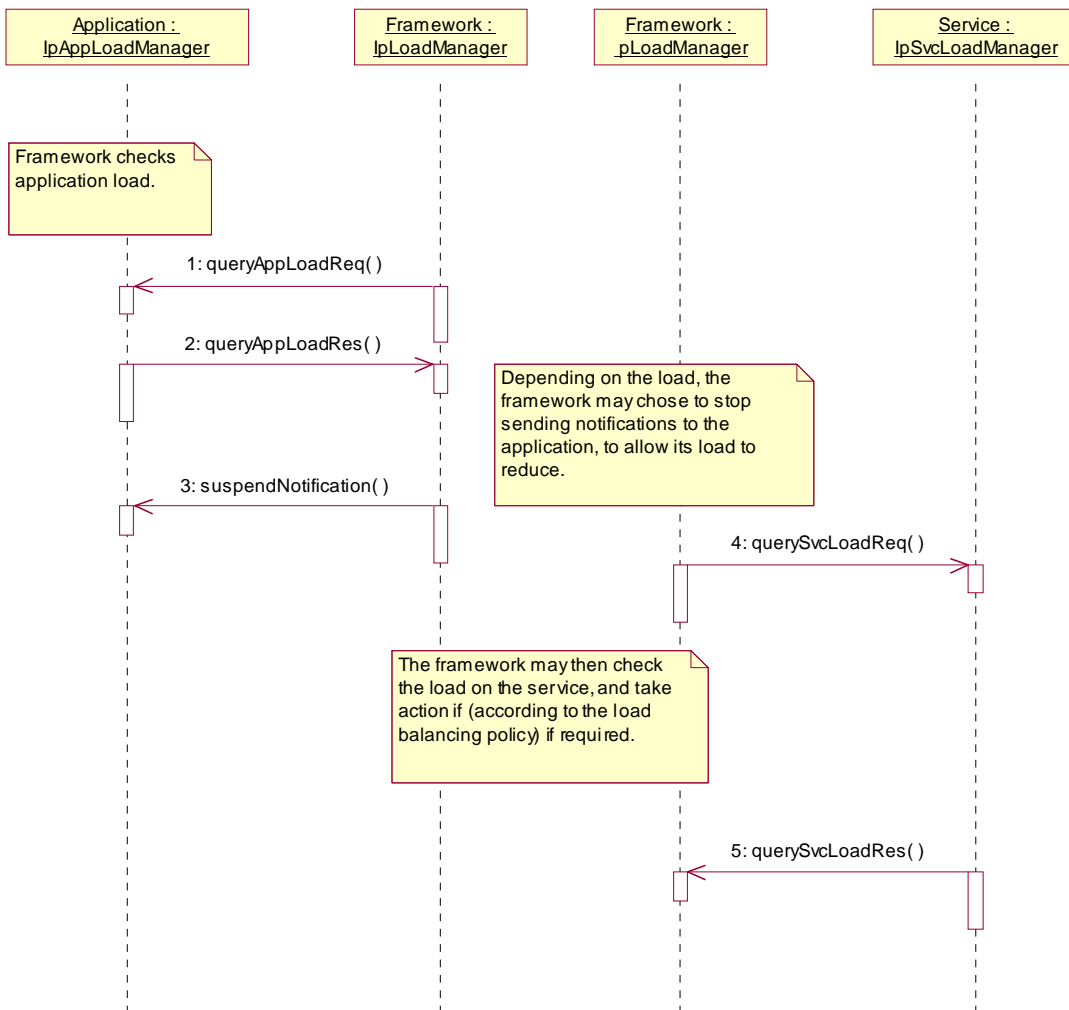 Application :
IpAppLoadManager
Framework :
IpLoadManager
Framework :
pLoadManager
Service :
IpSvcLoadManager
Framework checks
application load.
1: queryAppLoadReq( )
2: queryAppLoadRes( )
Depending on the load, the
framework may chose to stop
sending notifications to the
application, to allow its load to
reduce.
3: suspendNotification( )
4: querySvcLoadReq( )
The framework may then check
the load on the service, and take
action if (according to the load
balancing policy) if required.
5: querySvcLoadRes( )